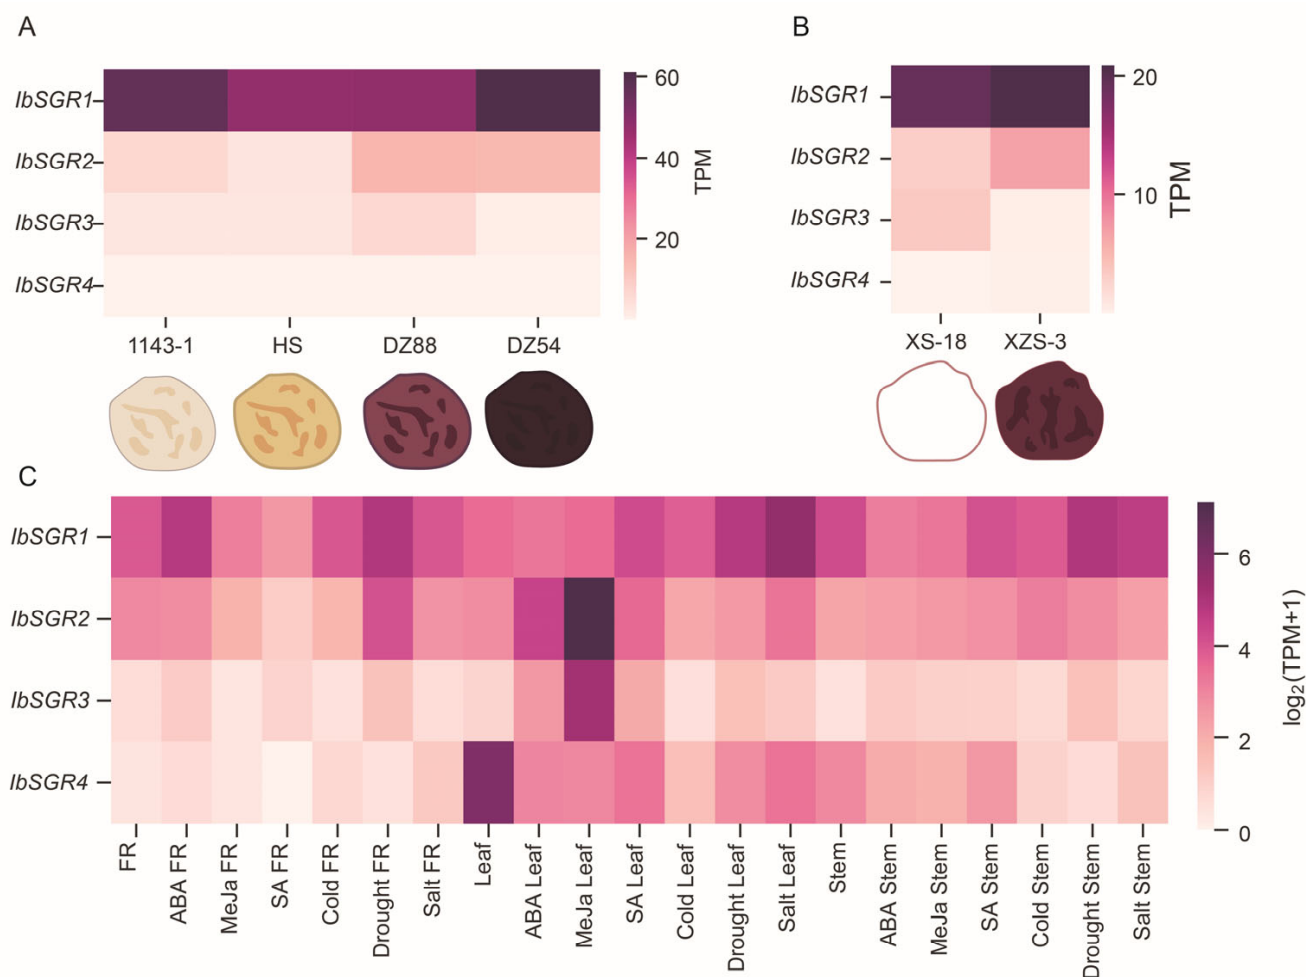 A
B
IbSGR1
IbSGR2
IbSGR3
IbSGR4
60
40
20
TPM
1143-1
HS
DZ88
DZ54
IbSGR1
IbSGR2
IbSGR3
IbSGR4
20
10
TPM
XS-18
XZS-3
C
IbSGR1
IbSGR2
IbSGR3
IbSGR4
6
4
2
0
log₂(TPM+1)
FR
ABA FR
MeJa FR
SA FR
Cold FR
Drought FR
Salt FR
Leaf
ABA Leaf
MeJa Leaf
SA Leaf
Cold Leaf
Drought Leaf
Salt Leaf
Stem
ABA Stem
MeJa Stem
SA Stem
Cold Stem
Drought Stem
Salt Stem